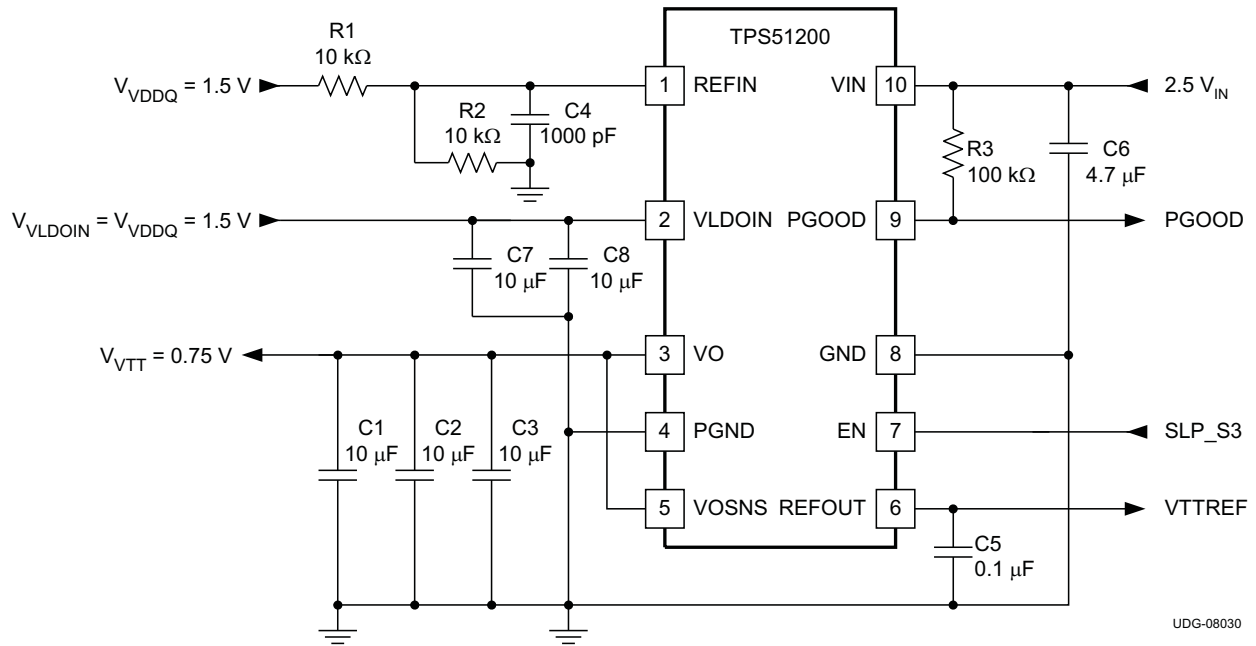 TPS51200
R1
10 kΩ
V_VDDQ = 1.5 V
1
REFIN
VIN
10
2.5 V_IN
R2
10 kΩ
C4
1000 pF
R3
100 kΩ
C6
4.7 μF
V_VLDOIN = V_VDDQ = 1.5 V
2
VLDOIN
PGOOD
9
PGOOD
C7
10 μF
C8
10 μF
V_VTT = 0.75 V
3
VO
GND
8
C1
10 μF
C2
10 μF
C3
10 μF
4
PGND
EN
7
SLP_S3
5
VOSNS
REFOUT
6
VTTREF
C5
0.1 μF
UDG-08030